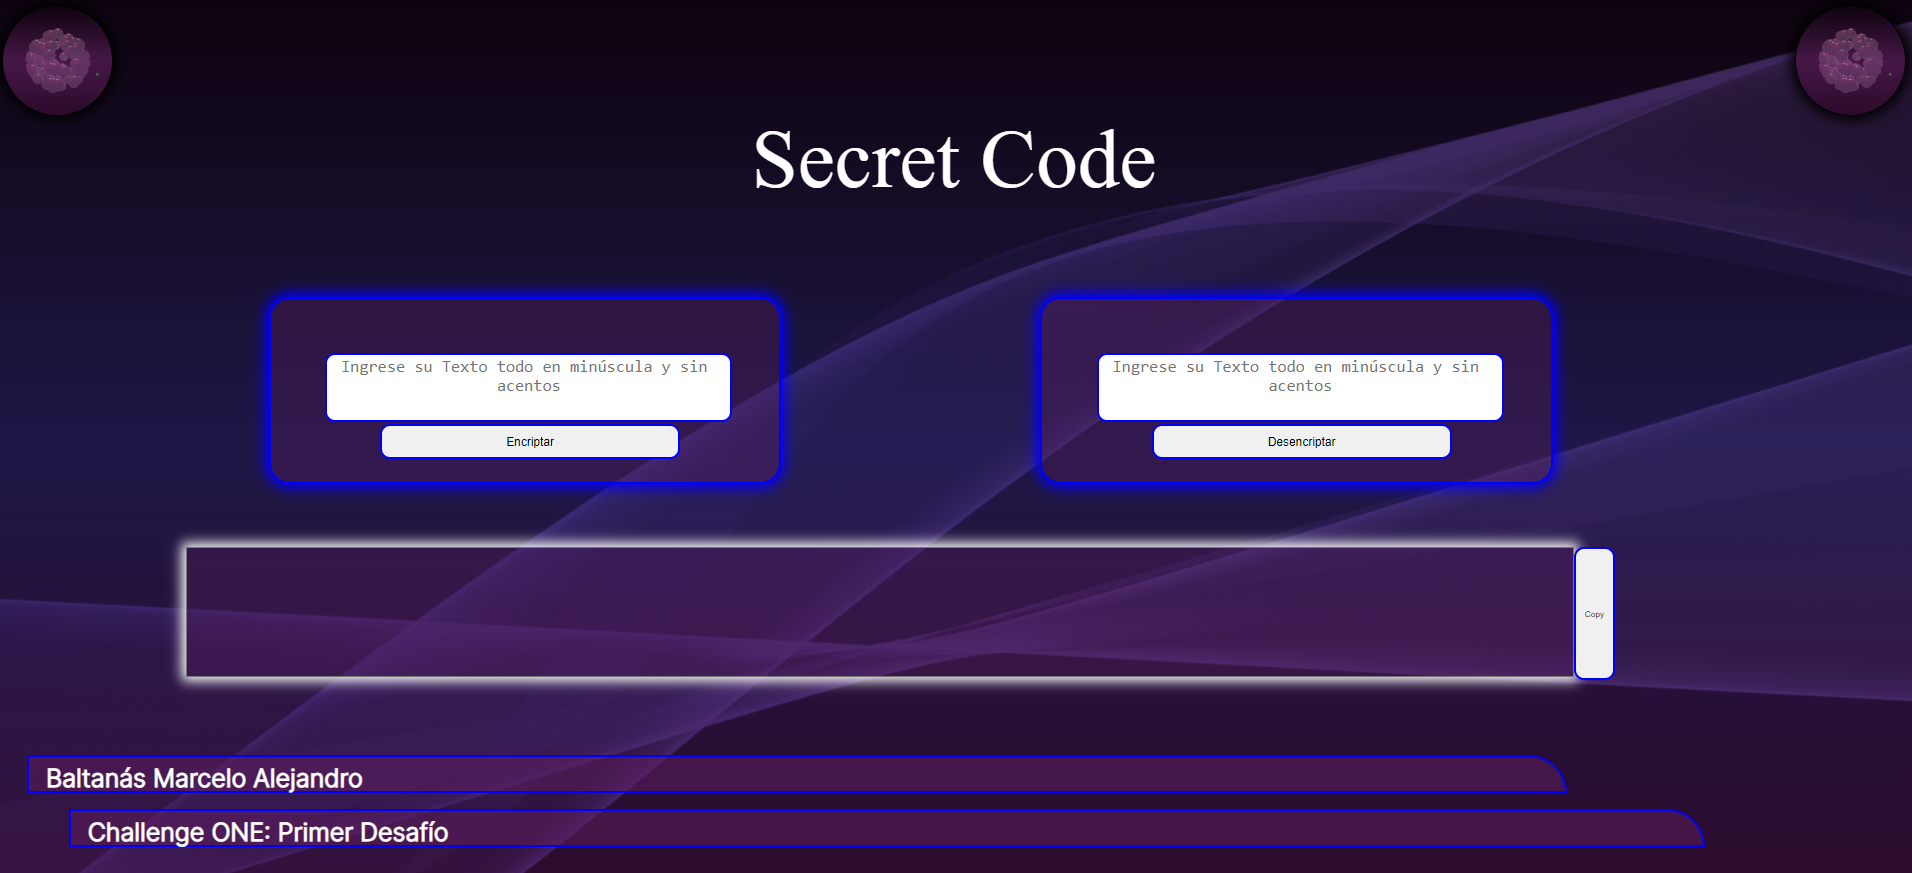 Secret Code
Ingrese su Texto todo en minúscula y sin
acentos
Encriptar
Ingrese su Texto todo en minúscula y sin
acentos
Desencriptar
Copy
Baltanás Marcelo Alejandro
Challenge ONE: Primer Desafío